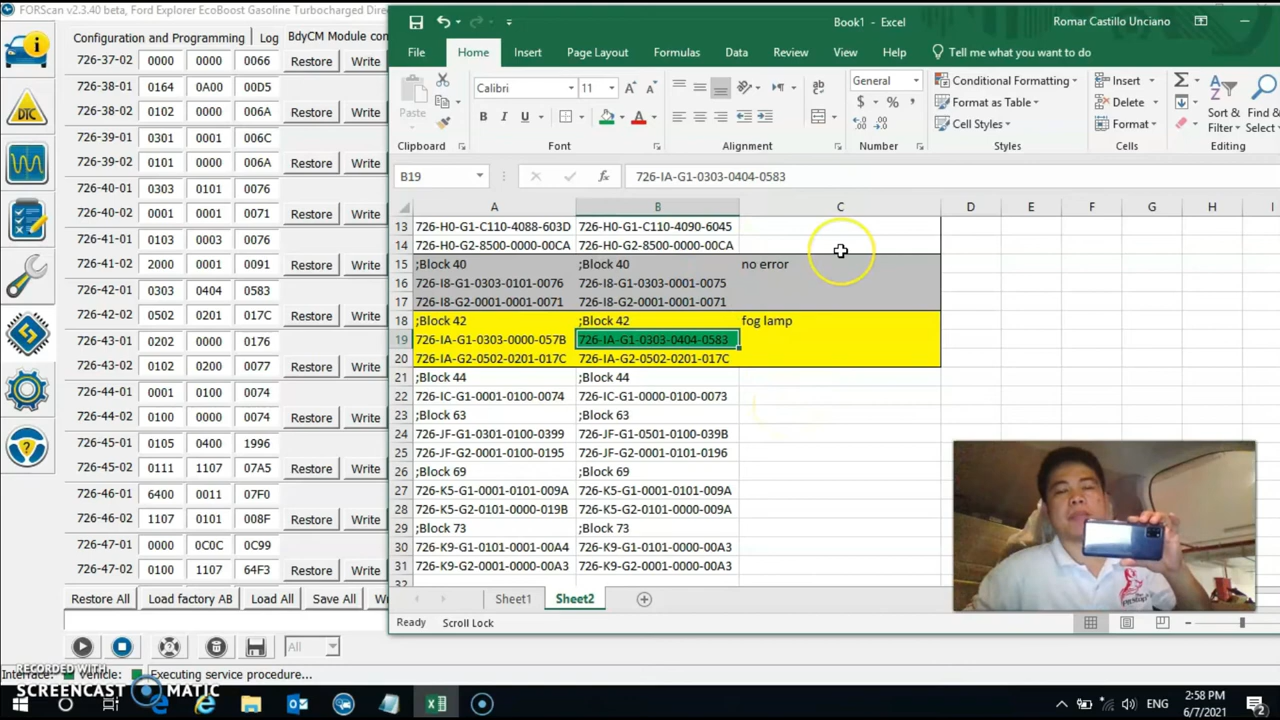 FORScan v2.3.40 beta, Ford Explorer EcoBoost Gasoline Turbocharged Dire
Configuration and Programming
Log
BdyCM Module con
726-37-02 0000 0000 0066 Restore Write
726-38-01 0164 0A00 00D5
726-38-02 0102 0000 006A Restore Write
726-39-01 0301 0001 006C
726-39-02 0101 0000 006A Restore Write
726-40-01 0303 0101 0076
726-40-02 0001 0001 0071 Restore Write
726-41-01 0303 0003 0076
726-41-02 2000 0001 0091 Restore Write
726-42-01 0303 0404 0583
726-42-02 0502 0201 017C Restore Write
726-43-01 0202 0000 0176
726-43-02 0102 0200 0077 Restore Write
726-44-01 0001 0100 0074
726-44-02 0100 0000 0074 Restore Write
726-45-01 0105 0400 1996
726-45-02 0111 1107 07A5 Restore Write
726-46-01 6400 0011 07F0
726-46-02 1107 0101 008F Restore Write
726-47-01 0000 0C0C 0C99
726-47-02 0100 1107 64F3 Restore Write
Restore All Load factory AB Load All Save All Wr
All
Interface: Vehicle: Executing service procedure...
RECORDED WITH
SCREENCAST MATIC
DTC
Book1 - Excel
Romar Castillo Unciano
File Home Insert Page Layout Formulas Data Review View Help Tell me what you want to do
Paste
Clipboard
Calibri 11
B I U
Font
ab
Alignment
General
$ % ,
Number
Conditional Formatting
Format as Table
Cell Styles
Styles
Insert
Delete
Format
Cells
Sort &
Filter
Find &
Select
Editing
B19 fx 726-IA-G1-0303-0404-0583
A B C D E F G H I
13 726-H0-G1-C110-4088-603D 726-H0-G1-C110-4090-6045
14 726-H0-G2-8500-0000-00CA 726-H0-G2-8500-0000-00CA
15 ;Block 40 ;Block 40 no error
16 726-I8-G1-0303-0101-0076 726-I8-G1-0303-0001-0075
17 726-I8-G2-0001-0001-0071 726-I8-G2-0001-0001-0071
18 ;Block 42 ;Block 42 fog lamp
19 726-IA-G1-0303-0000-057B 726-IA-G1-0303-0404-0583
20 726-IA-G2-0502-0201-017C 726-IA-G2-0502-0201-017C
21 ;Block 44 ;Block 44
22 726-IC-G1-0001-0100-0074 726-IC-G1-0000-0100-0073
23 ;Block 63 ;Block 63
24 726-JF-G1-0301-0100-0399 726-JF-G1-0501-0100-039B
25 726-JF-G2-0001-0100-0195 726-JF-G2-0001-0101-0196
26 ;Block 69 ;Block 69
27 726-K5-G1-0001-0101-009A 726-K5-G1-0001-0101-009A
28 726-K5-G2-0101-0000-019B 726-K5-G2-0101-0000-009A
29 ;Block 73 ;Block 73
30 726-K9-G1-0101-0001-00A4 726-K9-G1-0101-0000-00A3
31 726-K9-G2-0001-0000-00A3 726-K9-G2-0001-0000-00A3
Sheet1 Sheet2
Ready Scroll Lock
ENG
2:58 PM
6/7/2021
2